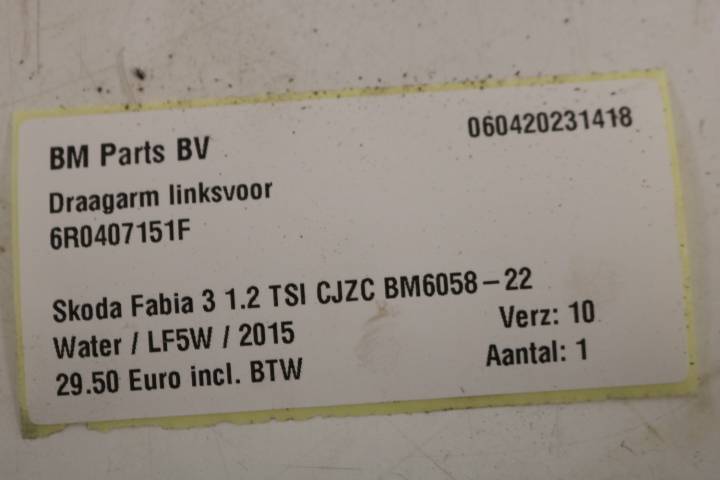 BM Parts BV 060420231418
Draagarm linksvoor
6R0407151F
Skoda Fabia 3 1.2 TSI CJZC BM6058-22
Water / LF5W / 2015 Verz: 10
29.50 Euro incl. BTW Aantal: 1